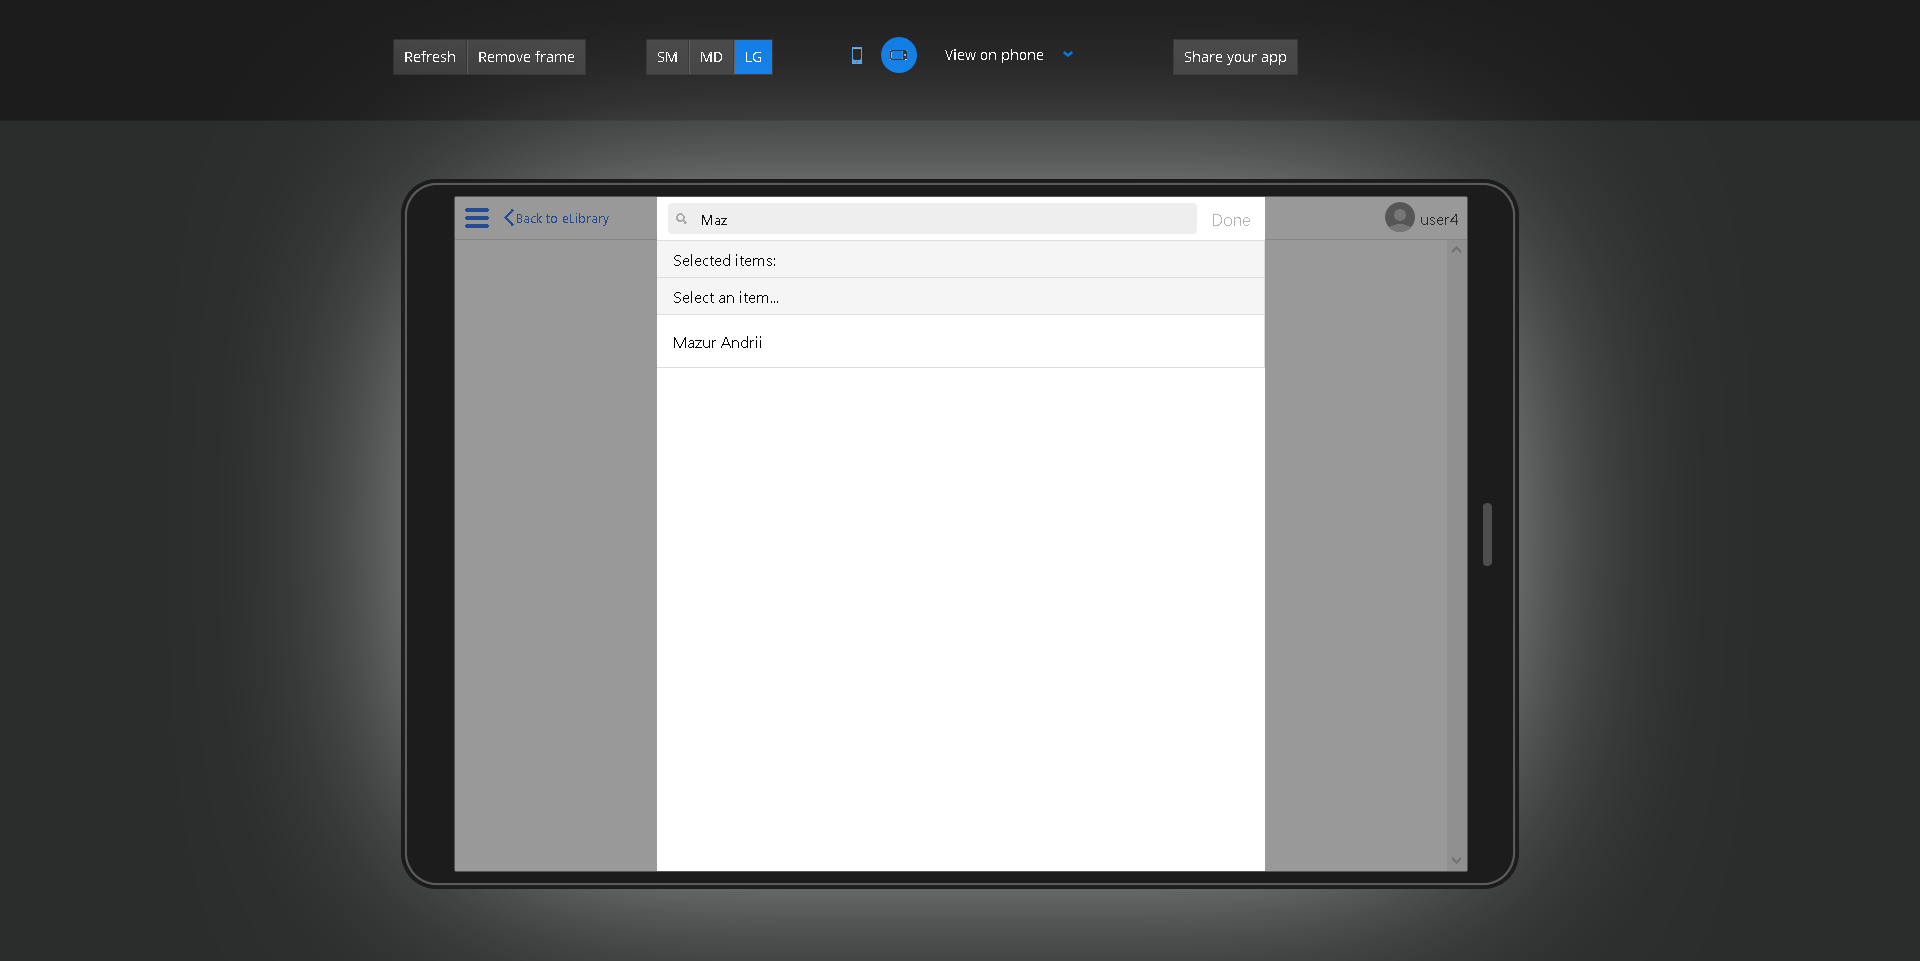 Refresh Remove frame SM MD LG View on phone Share your app
Back to eLibrary Maz Done user4
Selected items:
Select an item...
Mazur Andrii